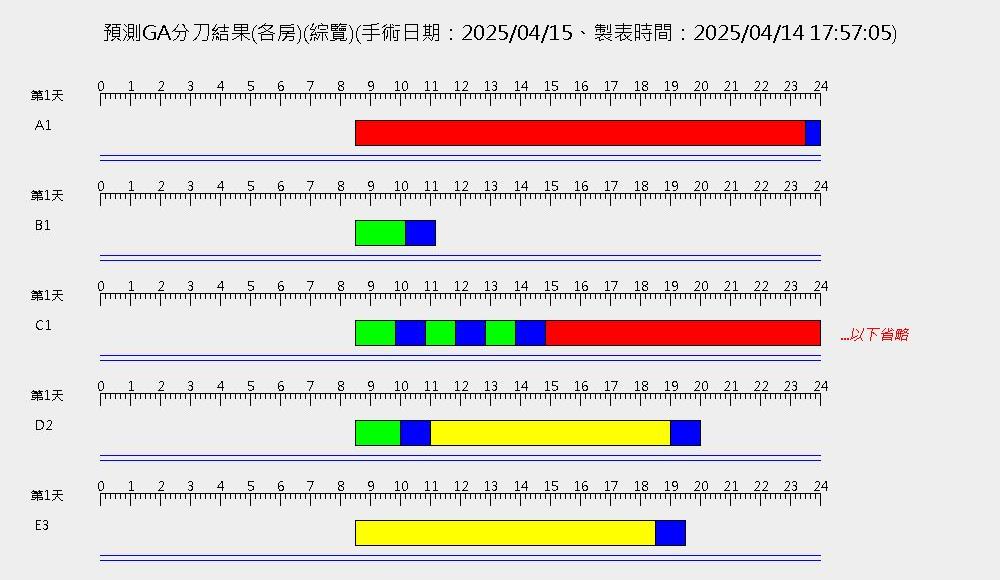 預測GA分刀結果(各房)(綜覽)(手術日期：2025/04/15、製表時間：2025/04/14 17:57:05)
第1天 0 1 2 3 4 5 6 7 8 9 10 11 12 13 14 15 16 17 18 19 20 21 22 23 24
A1
第1天 0 1 2 3 4 5 6 7 8 9 10 11 12 13 14 15 16 17 18 19 20 21 22 23 24
B1
第1天 0 1 2 3 4 5 6 7 8 9 10 11 12 13 14 15 16 17 18 19 20 21 22 23 24
C1 ...以下省略
第1天 0 1 2 3 4 5 6 7 8 9 10 11 12 13 14 15 16 17 18 19 20 21 22 23 24
D2
第1天 0 1 2 3 4 5 6 7 8 9 10 11 12 13 14 15 16 17 18 19 20 21 22 23 24
E3